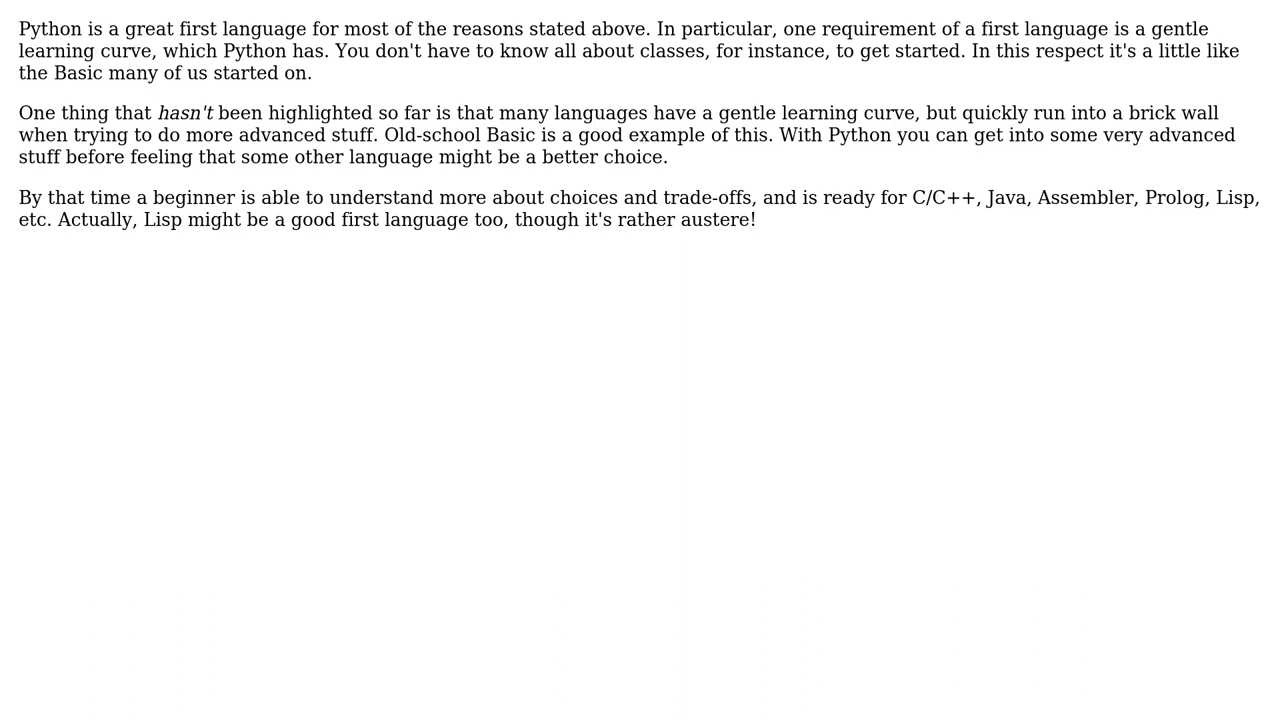 Python is a great first language for most of the reasons stated above. In particular, one requirement of a first language is a gentle
learning curve, which Python has. You don't have to know all about classes, for instance, to get started. In this respect it's a little like
the Basic many of us started on.
One thing that hasn't been highlighted so far is that many languages have a gentle learning curve, but quickly run into a brick wall
when trying to do more advanced stuff. Old-school Basic is a good example of this. With Python you can get into some very advanced
stuff before feeling that some other language might be a better choice.
By that time a beginner is able to understand more about choices and trade-offs, and is ready for C/C++, Java, Assembler, Prolog, Lisp,
etc. Actually, Lisp might be a good first language too, though it's rather austere!